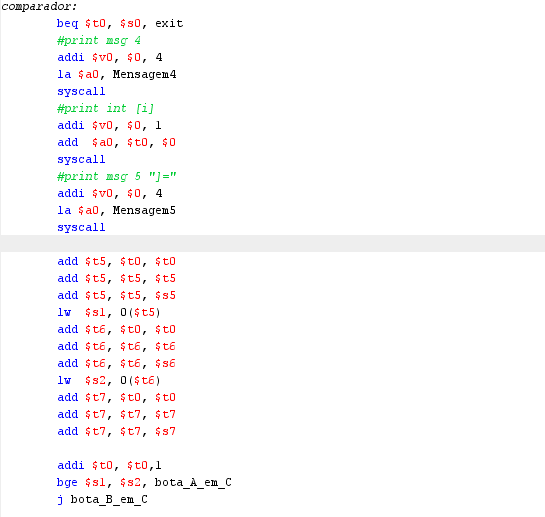 comparador:
beq $t0, $s0, exit
#print msg 4
addi $v0, $0, 4
la $a0, Mensagem4
syscall
#print int [i]
addi $v0, $0, 1
add  $a0, $t0, $0
syscall
#print msg 5 "]="
addi $v0, $0, 4
la $a0, Mensagem5
syscall
add $t5, $t0, $t0
add $t5, $t5, $t5
add $t5, $t5, $s5
lw  $s1, 0($t5)
add $t6, $t0, $t0
add $t6, $t6, $t6
add $t6, $t6, $s6
lw  $s2, 0($t6)
add $t7, $t0, $t0
add $t7, $t7, $t7
add $t7, $t7, $s7
addi $t0, $t0,1
bge $s1, $s2, bota_A_em_C
j bota_B_em_C